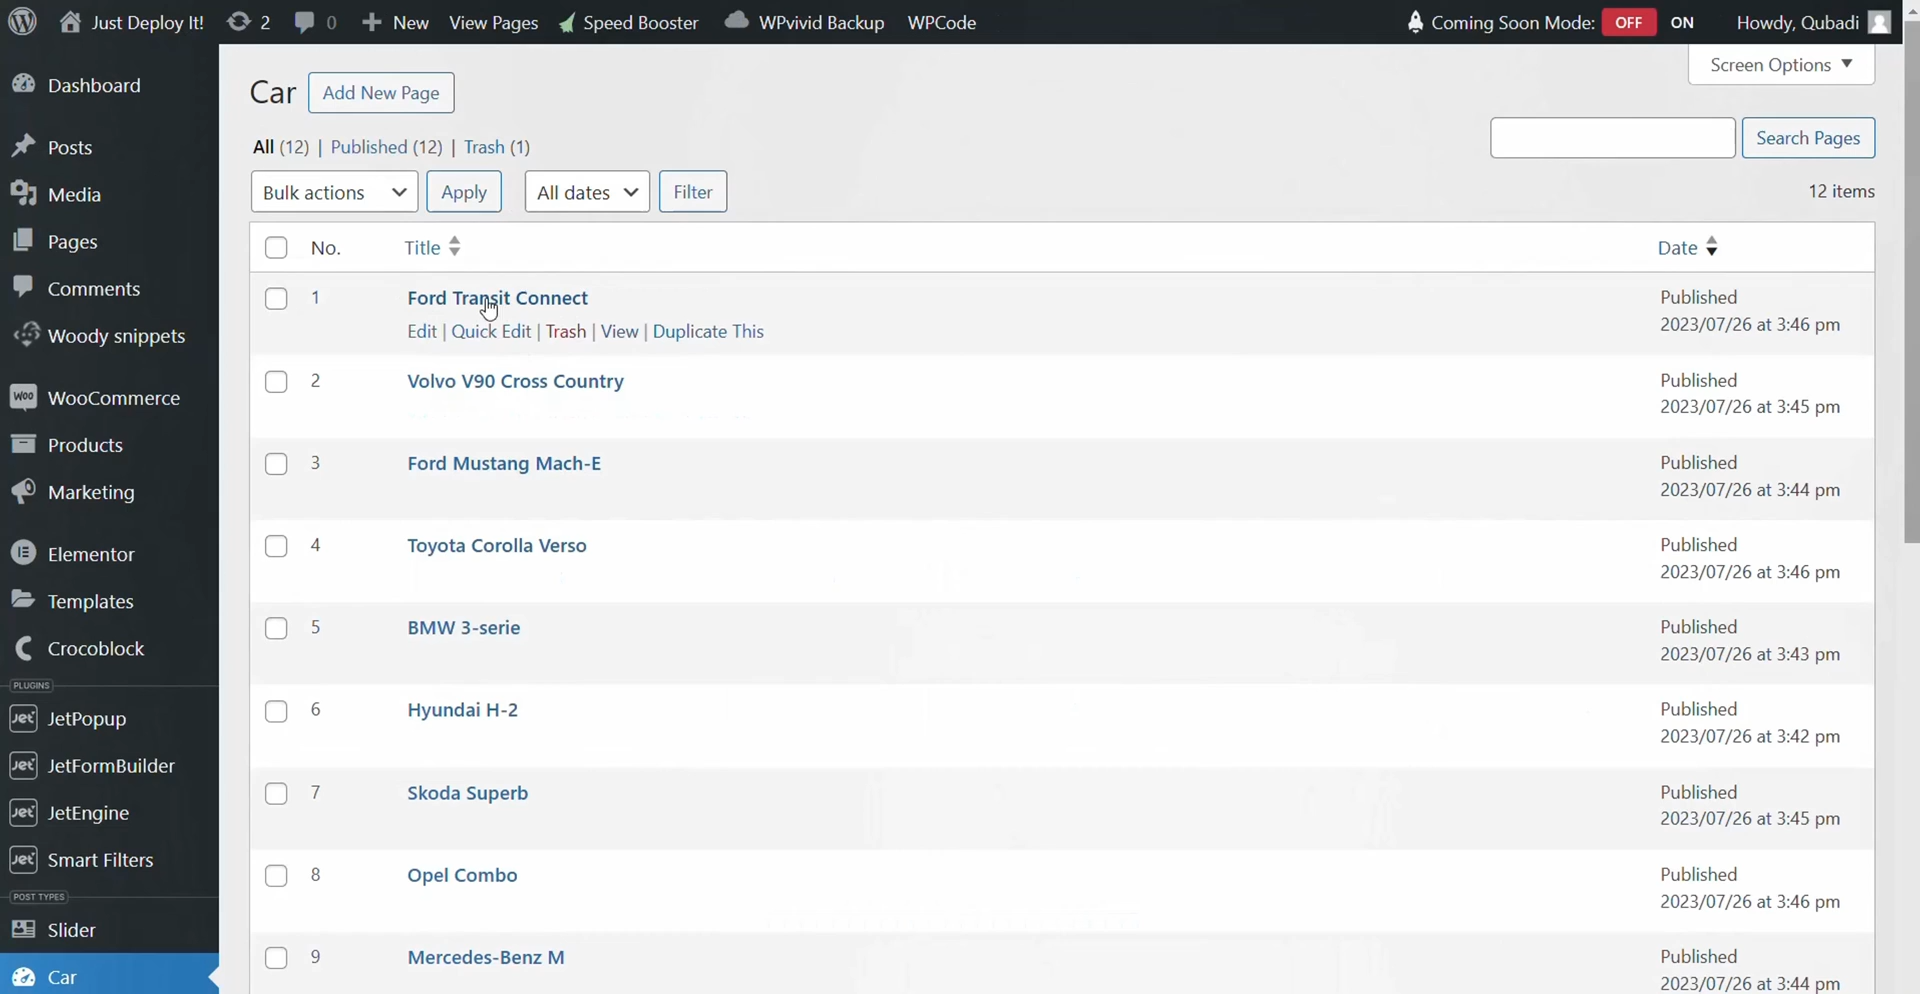 Just Deploy It! 2 0 New View Pages Speed Booster WPvivid Backup WPCode Coming Soon Mode: OFF ON Howdy, Qubadi
Screen Options
Dashboard
Posts
Media
Pages
Comments
Woody snippets
Woo WooCommerce
Products
Marketing
Elementor
Templates
Crocoblock
PLUGINS
Jet JetPopup
Jet JetFormBuilder
Jet JetEngine
Jet Smart Filters
POST TYPES
Slider
Car
Car Add New Page
All (12) | Published (12) | Trash (1)
Search Pages
Bulk actions Apply All dates Filter 12 items
No. Title Date
1 Ford Transit Connect Published
Edit | Quick Edit | Trash | View | Duplicate This 2023/07/26 at 3:46 pm
2 Volvo V90 Cross Country Published
2023/07/26 at 3:45 pm
3 Ford Mustang Mach-E Published
2023/07/26 at 3:44 pm
4 Toyota Corolla Verso Published
2023/07/26 at 3:46 pm
5 BMW 3-serie Published
2023/07/26 at 3:43 pm
6 Hyundai H-2 Published
2023/07/26 at 3:42 pm
7 Skoda Superb Published
2023/07/26 at 3:45 pm
8 Opel Combo Published
2023/07/26 at 3:46 pm
9 Mercedes-Benz M Published
2023/07/26 at 3:44 pm